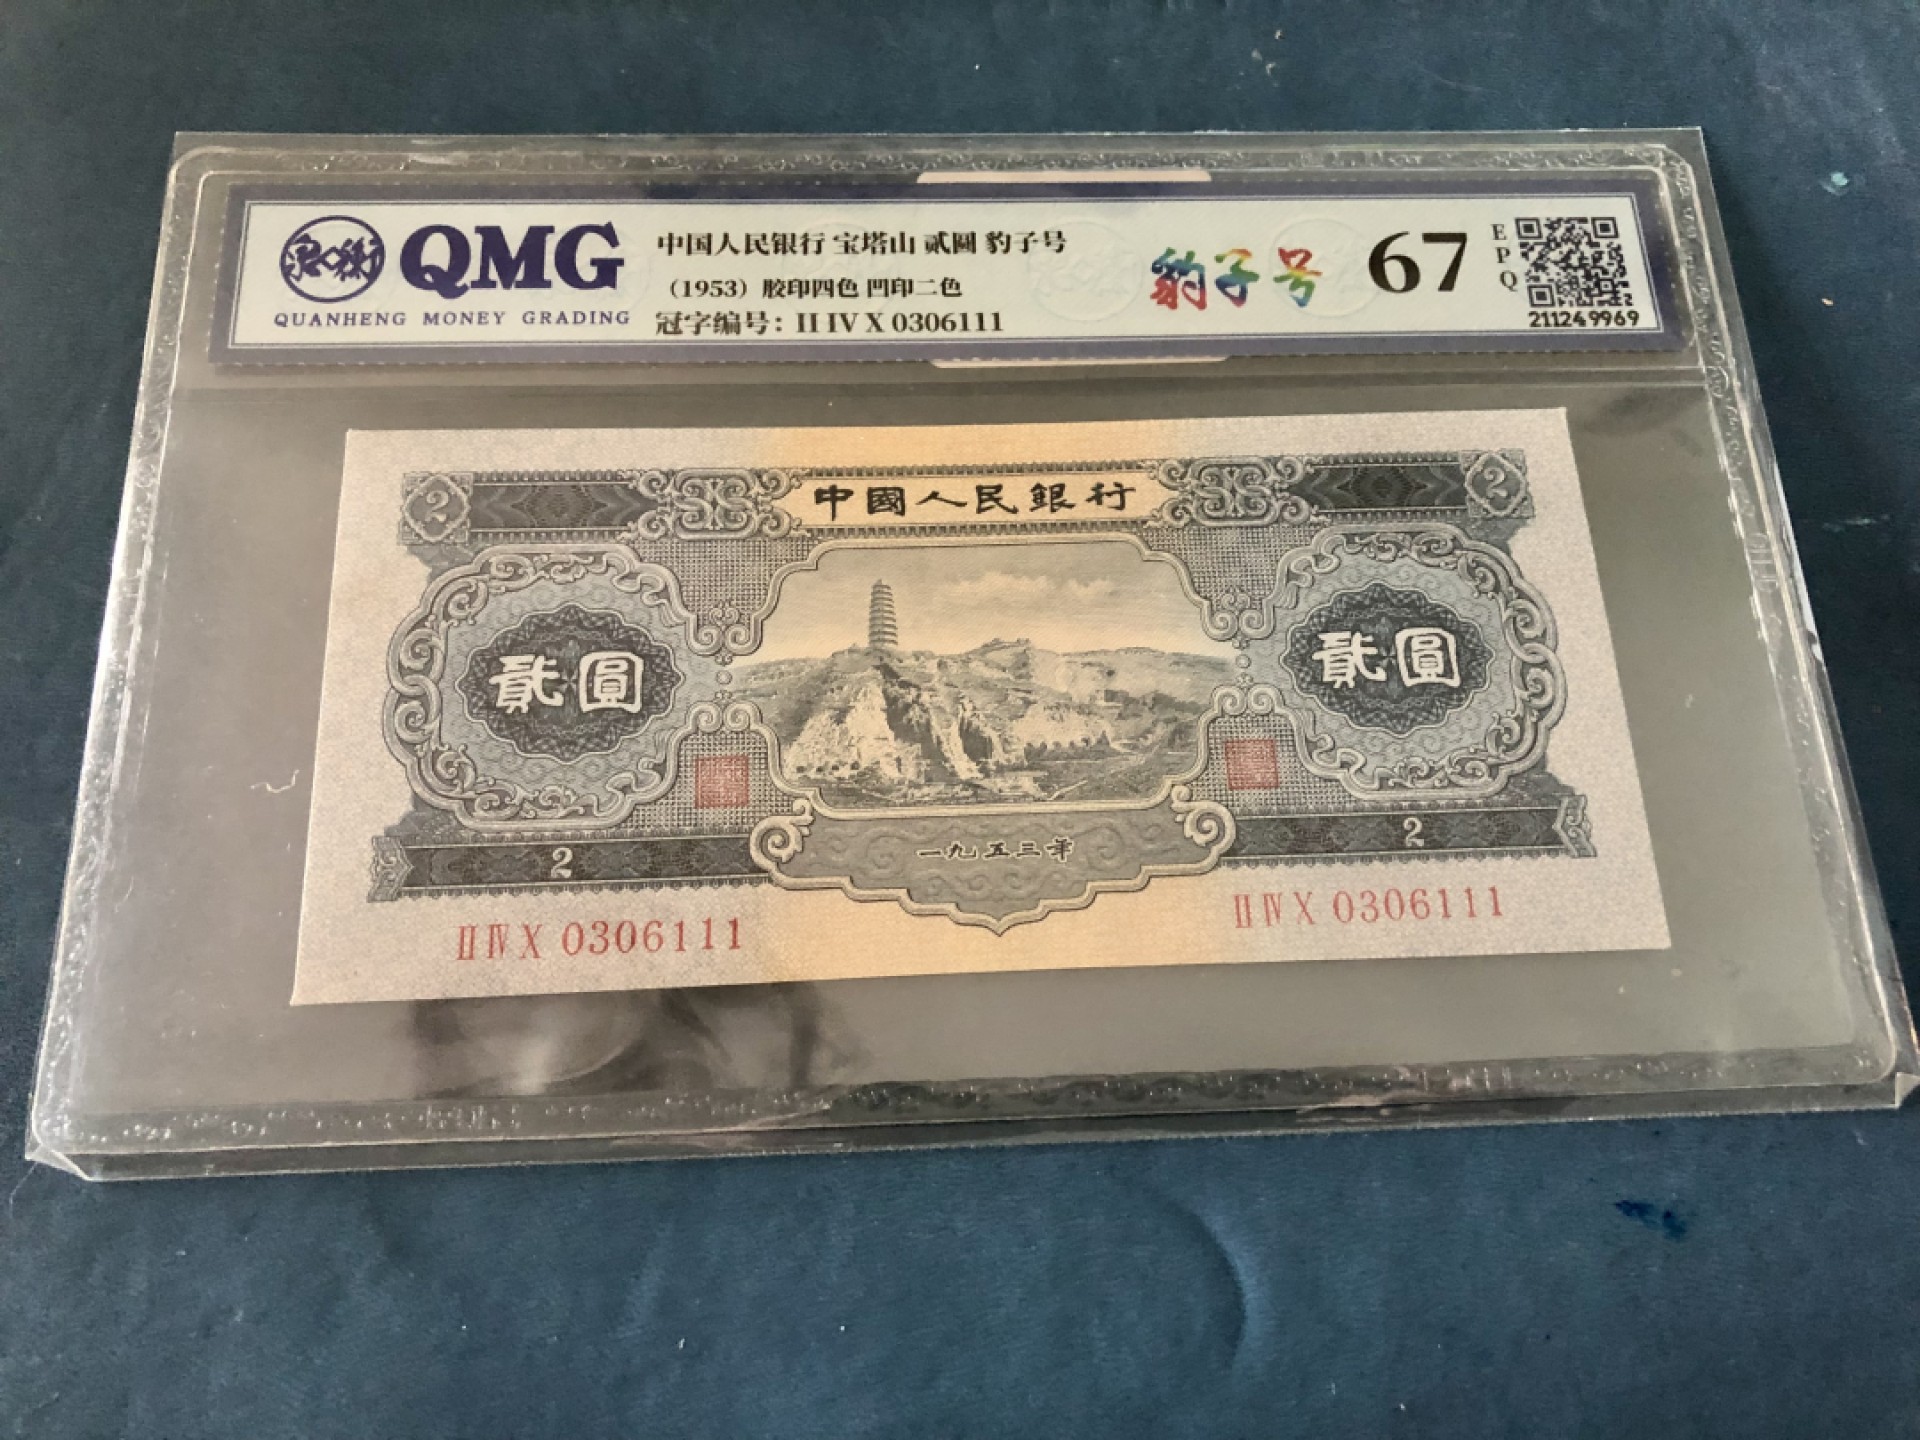 QMG
QUANHENG MONEY GRADING
中国人民银行 宝塔山 贰圆 豹子号
（1953）胶印四色 凹印二色
冠字编号：II IV X 0306111
豹子号
67
EPQ
211249969
中國人民銀行
2
2
貳圓
貳圓
2
2
一九五三年
II IV X 0306111
II IV X 0306111